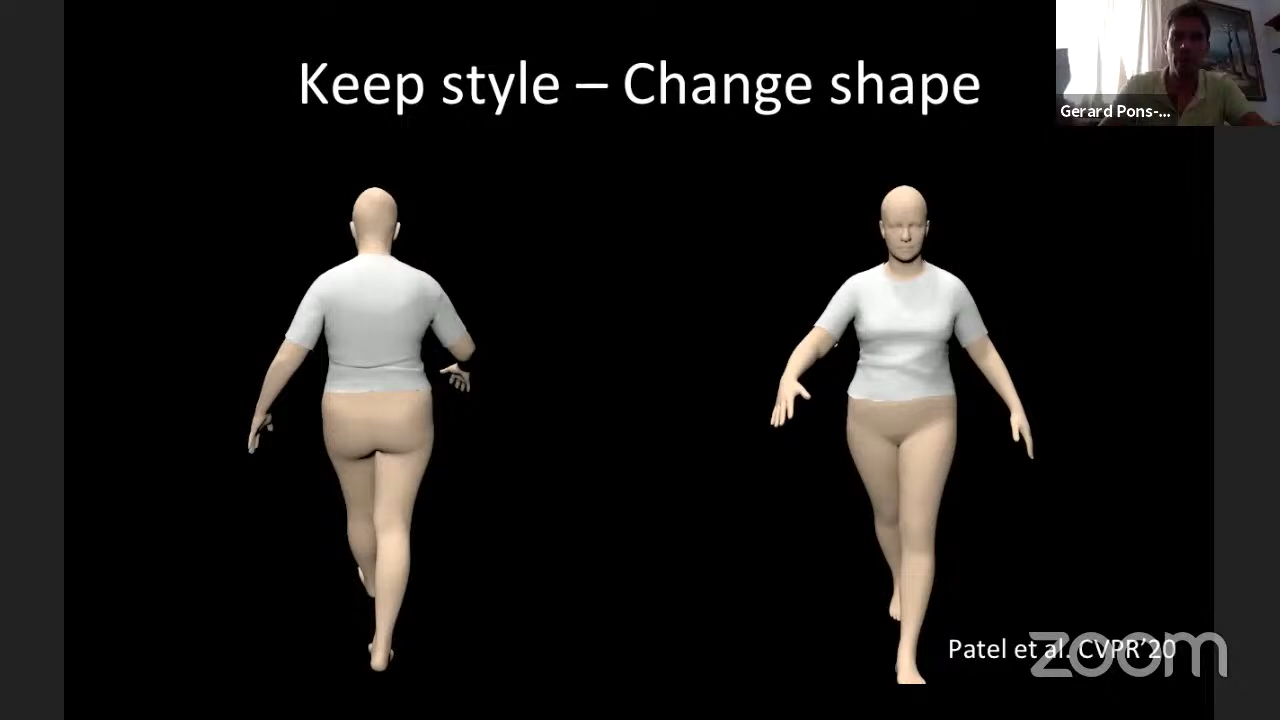 Keep style – Change shape
Gerard Pons-...
Patel et al. CVPR'20
zoom